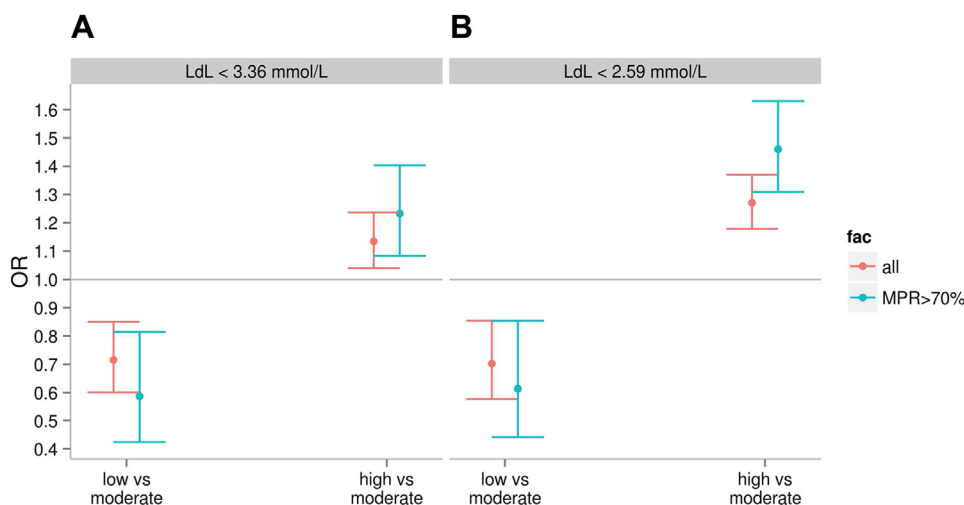 A
B
LdL < 3.36 mmol/L
LdL < 2.59 mmol/L
OR
1.6
1.5
1.4
1.3
1.2
1.1
1.0
0.9
0.8
0.7
0.6
0.5
0.4
low vs
moderate
high vs
moderate
low vs
moderate
high vs
moderate
fac
all
MPR>70%